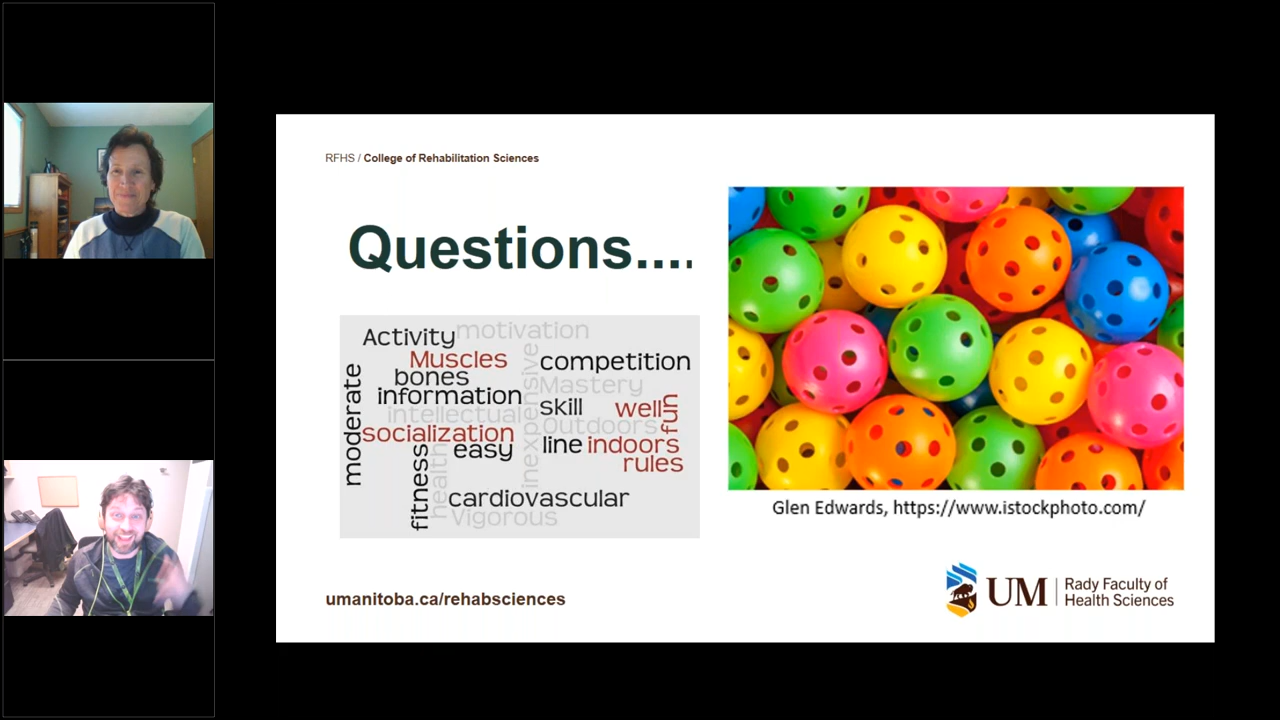 RFHS / College of Rehabilitation Sciences
Questions....
Activity
motivation
Muscles
bones
information
intellectual
socialization
easy
moderate
fitness
health
cardiovascular
Vigorous
inexpensive
competition
Mastery
skill
well
fun
Outdoors
line
indoors
rules
Glen Edwards, https://www.istockphoto.com/
umanitoba.ca/rehabsciences
UM
Rady Faculty of
Health Sciences